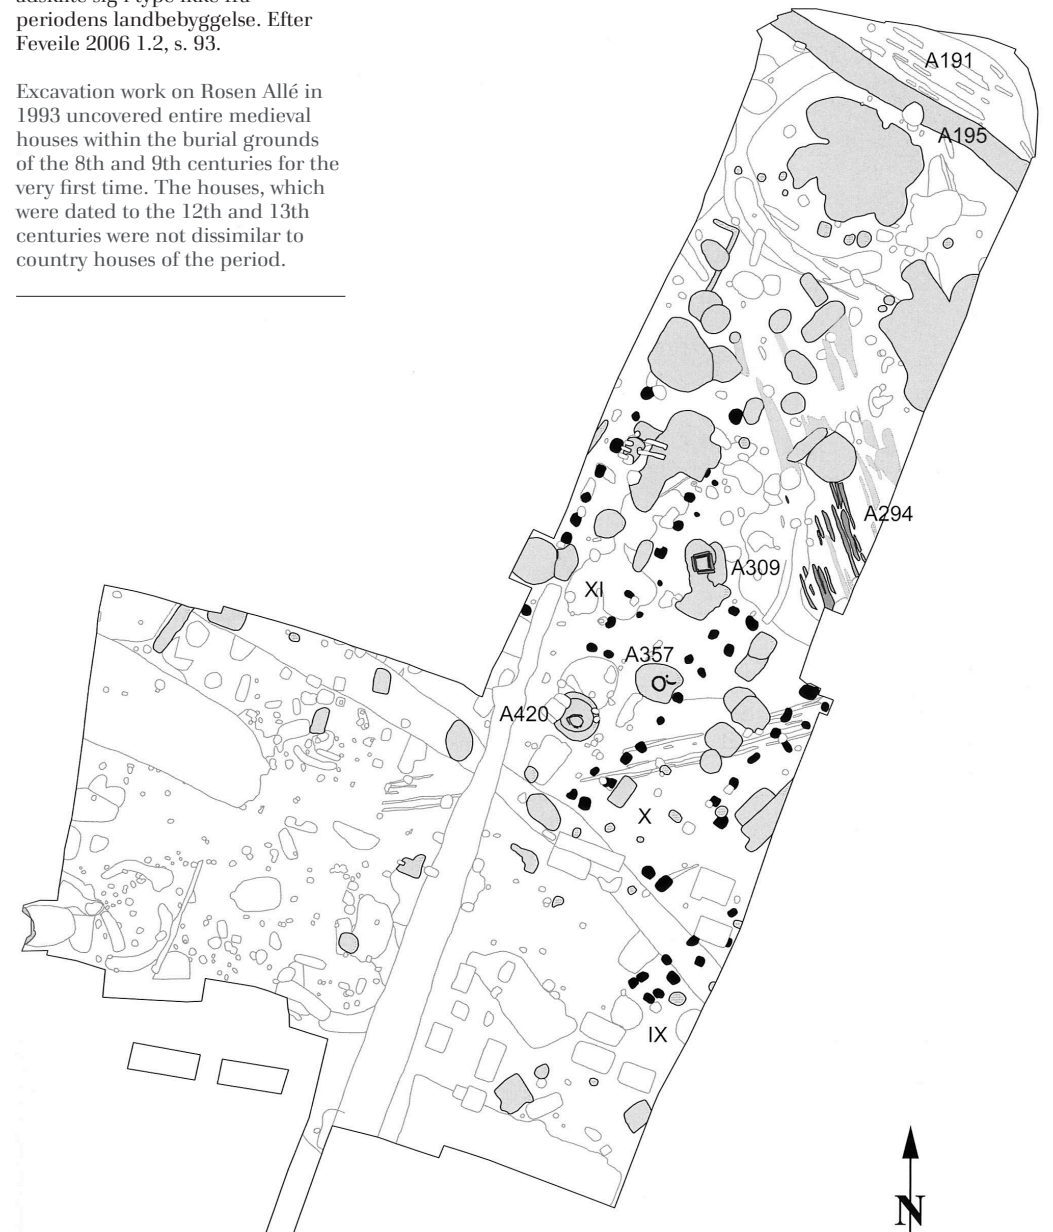 periodens landbebyggelse. Efter
Feveile 2006 1.2, s. 93.
Excavation work on Rosen Allé in
1993 uncovered entire medieval
houses within the burial grounds
of the 8th and 9th centuries for the
very first time. The houses, which
were dated to the 12th and 13th
centuries were not dissimilar to
country houses of the period.
A191
A195
A294
A309
XI
A357
A420
X
IX
N